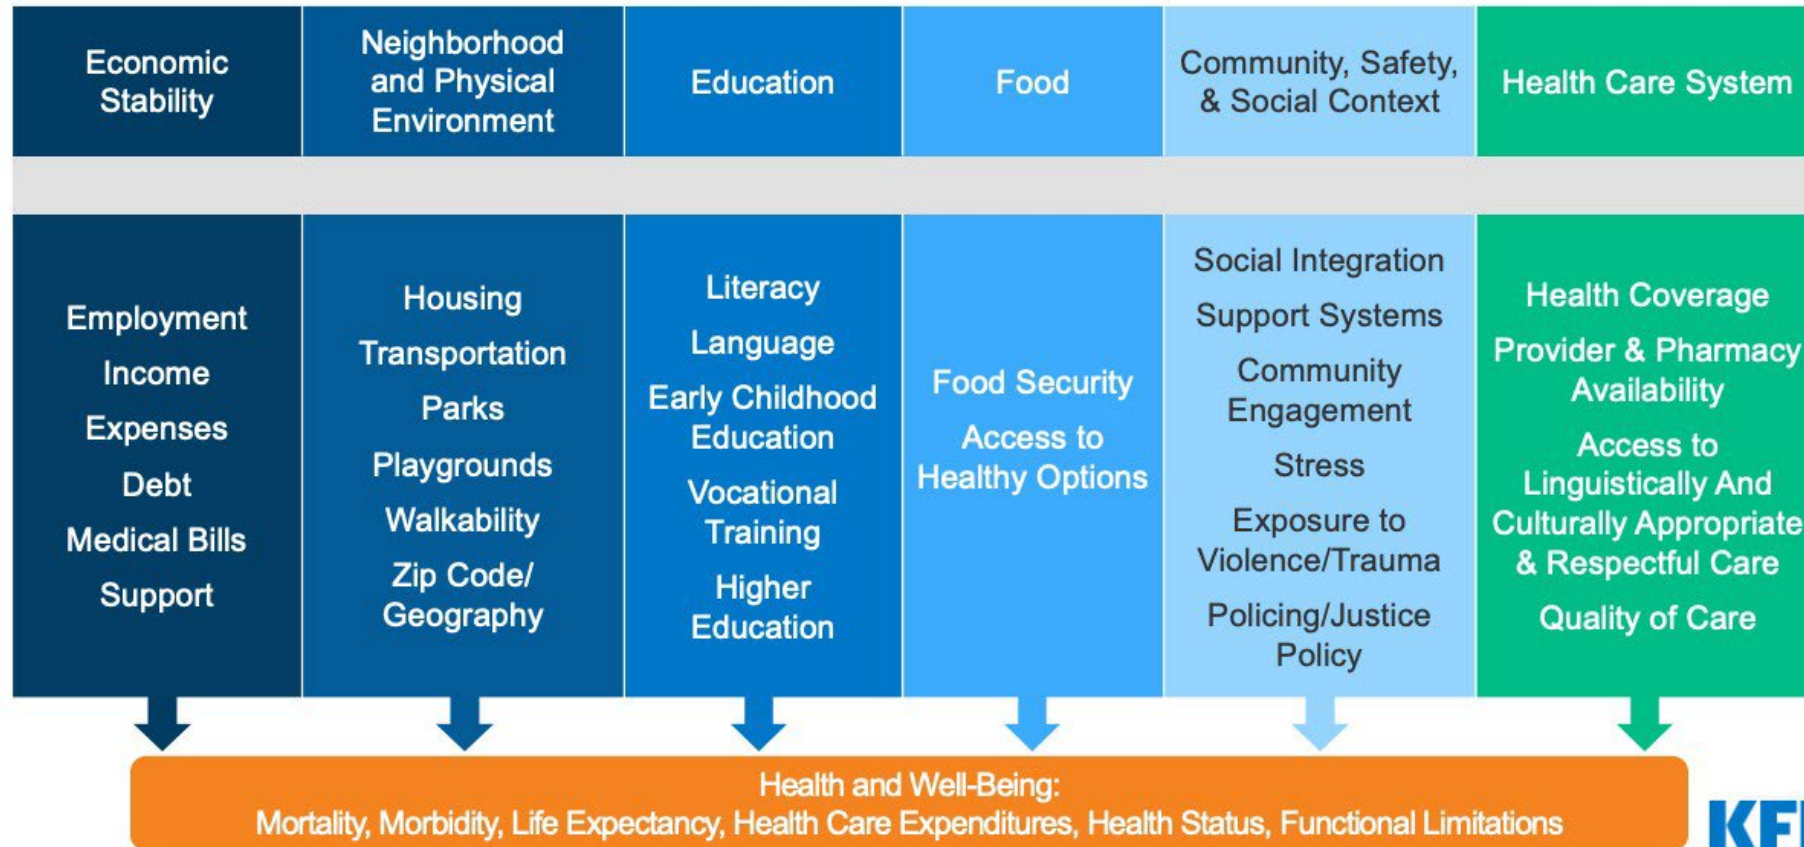 Economic
Stability
Neighborhood
and Physical
Environment
Education
Food
Community, Safety,
& Social Context
Health Care System
Employment
Income
Expenses
Debt
Medical Bills
Support
Housing
Transportation
Parks
Playgrounds
Walkability
Zip Code/
Geography
Literacy
Language
Early Childhood
Education
Vocational
Training
Higher
Education
Food Security
Access to
Healthy Options
Social Integration
Support Systems
Community
Engagement
Stress
Exposure to
Violence/Trauma
Policing/Justice
Policy
Health Coverage
Provider & Pharmacy
Availability
Access to
Linguistically And
Culturally Appropriate
& Respectful Care
Quality of Care
Health and Well-Being:
Mortality, Morbidity, Life Expectancy, Health Care Expenditures, Health Status, Functional Limitations